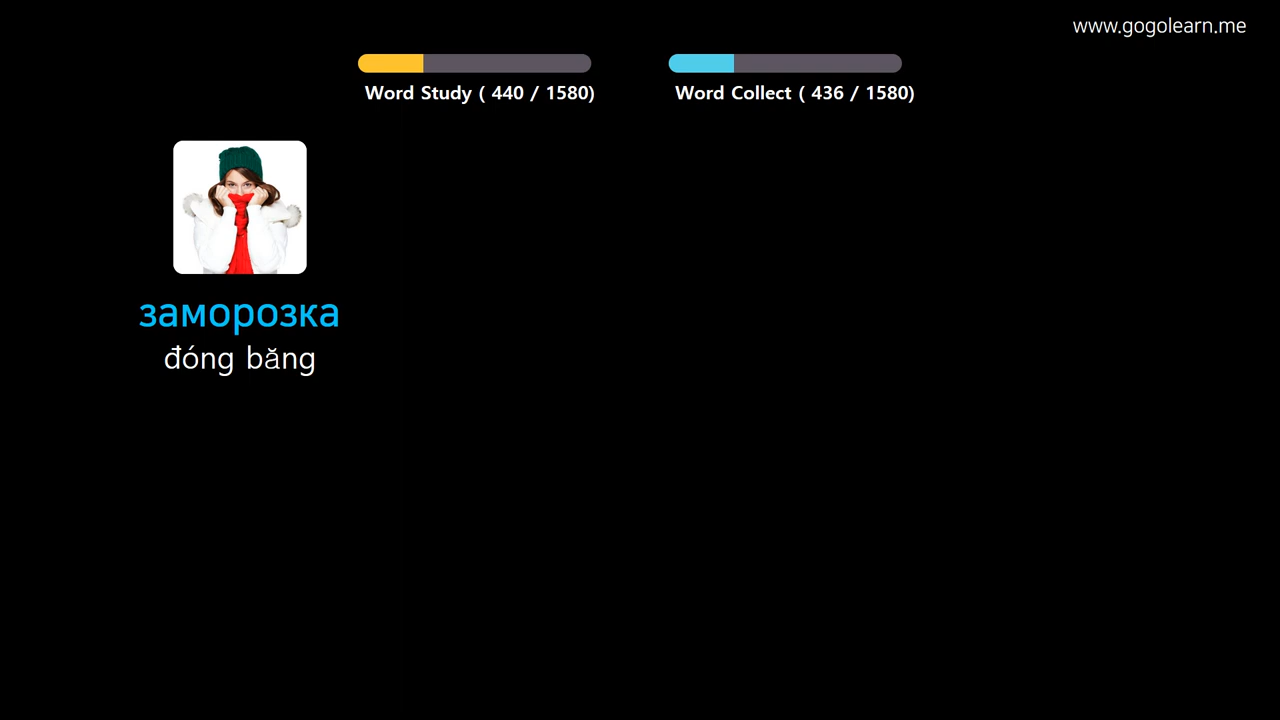 www.gogolearn.me
Word Study ( 440 / 1580)
Word Collect ( 436 / 1580)
заморозка
đóng băng